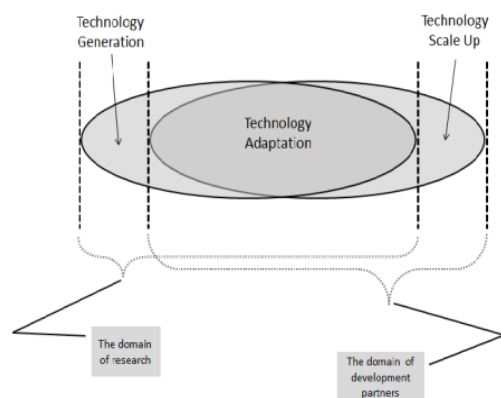 Technology
Generation
Technology
Scale Up
Technology
Adaptation
The domain
of research
The domain of
development
partners